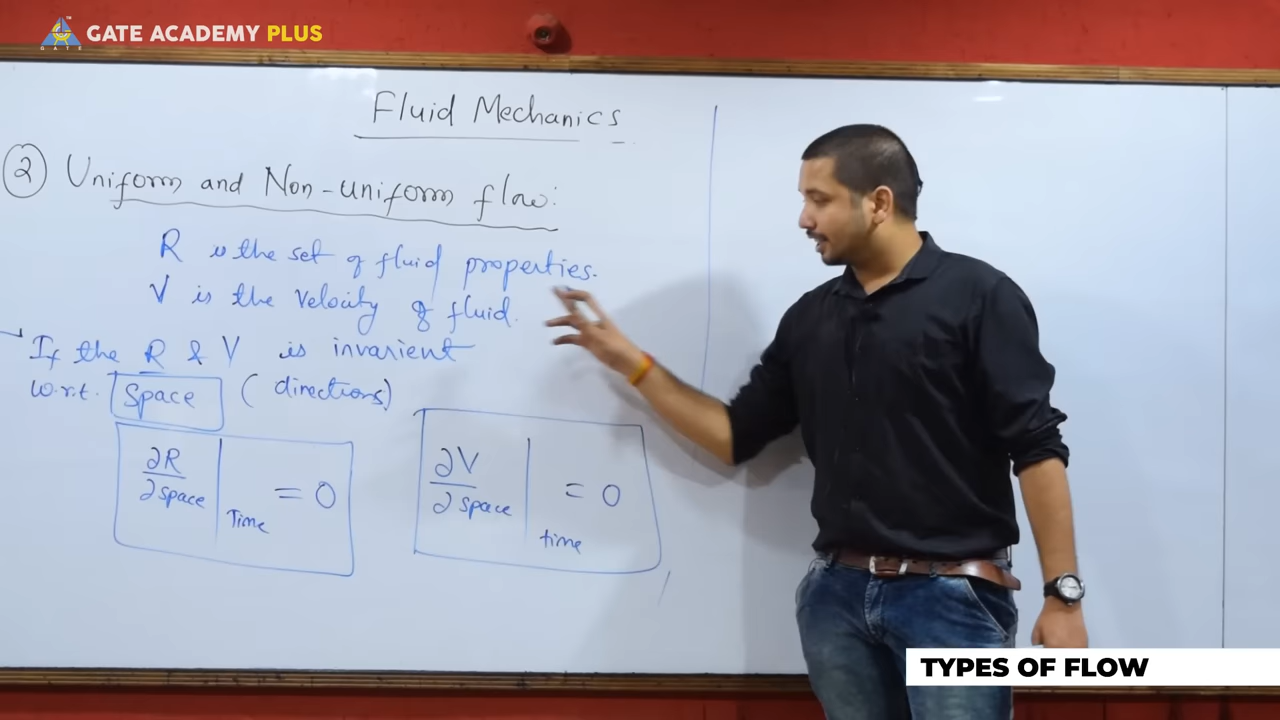 GATE ACADEMY PLUS
GATE
Fluid Mechanics
② Uniform and Non-uniform flow:
R is the set of fluid properties.
V is the velocity of fluid.
If the R & V is invarient
w.r.t. Space (directions)
∂R/∂space | Time = 0
∂V/∂space | time = 0
TYPES OF FLOW